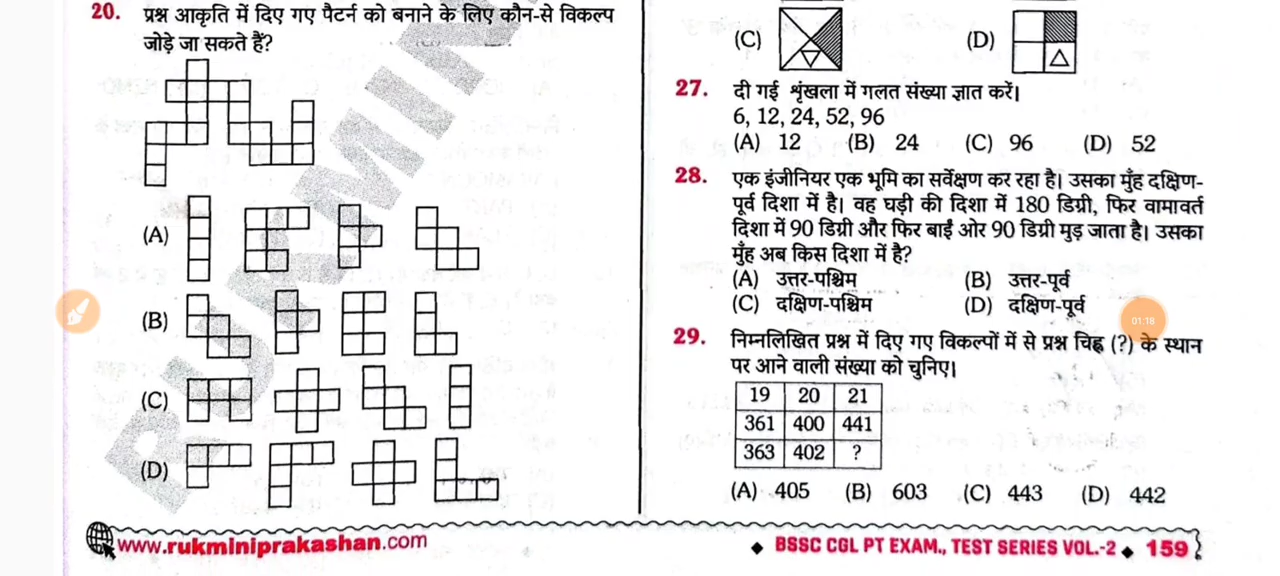 20. प्रश्न आकृति में दिए गए पैटर्न को बनाने के लिए कौन-से विकल्प
जोड़े जा सकते हैं?
(A)
(B)
(C)
(D)
www.rukminiprakashan.com
(C) (D)
27. दी गई शृंखला में गलत संख्या ज्ञात करें।
6, 12, 24, 52, 96
(A) 12 (B) 24 (C) 96 (D) 52
28. एक इंजीनियर एक भूमि का सर्वेक्षण कर रहा है। उसका मुँह दक्षिण-
पूर्व दिशा में है। वह घड़ी की दिशा में 180 डिग्री, फिर वामावर्त
दिशा में 90 डिग्री और फिर बाईं ओर 90 डिग्री मुड़ जाता है। उसका
मुँह अब किस दिशा में है?
(A) उत्तर-पश्चिम (B) उत्तर-पूर्व
(C) दक्षिण-पश्चिम (D) दक्षिण-पूर्व
01:18
29. निम्नलिखित प्रश्न में दिए गए विकल्पों में से प्रश्न चिह्न (?) के स्थान
पर आने वाली संख्या को चुनिए।
19 20 21
361 400 441
363 402 ?
(A) 405 (B) 603 (C) 443 (D) 442
◆ BSSC CGL PT EXAM., TEST SERIES VOL.-2 ◆ 159
RUKMINI